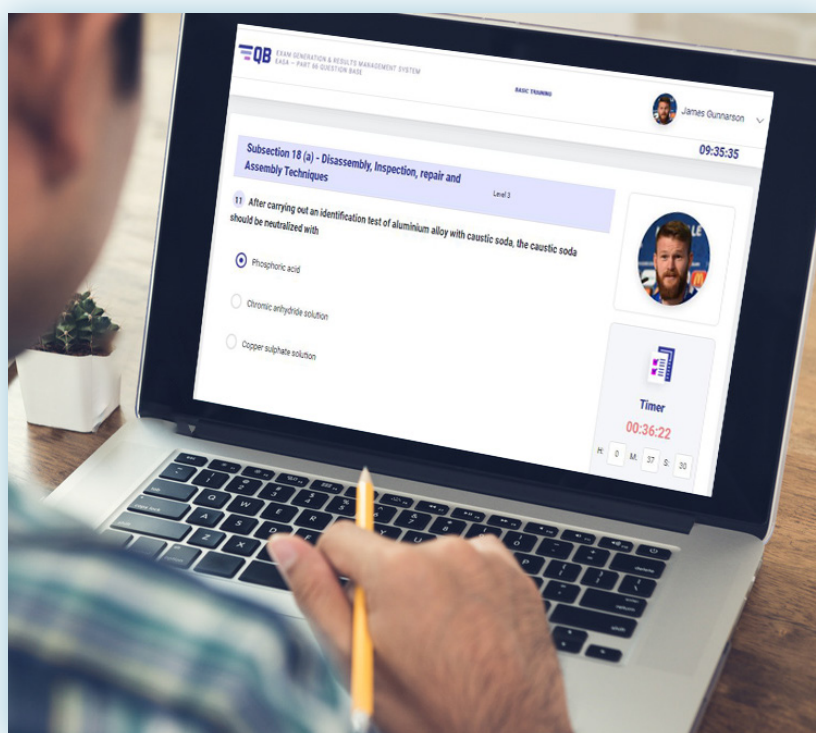 QB
EXAM GENERATION & RESULTS MANAGEMENT SYSTEM
EASA – PART 66 QUESTION BASE
BASIC TRAINING
James Gunnarson
09:35:35
Subsection 18 (a) - Disassembly, Inspection, repair and
Assembly Techniques
Level 3
11 After carrying out an identification test of aluminium alloy with caustic soda, the caustic soda
should be neutralized with
Phosphoric acid
Chromic anhydride solution
Copper sulphate solution
Timer
00:36:22
H: 0 M: 37 S: 30